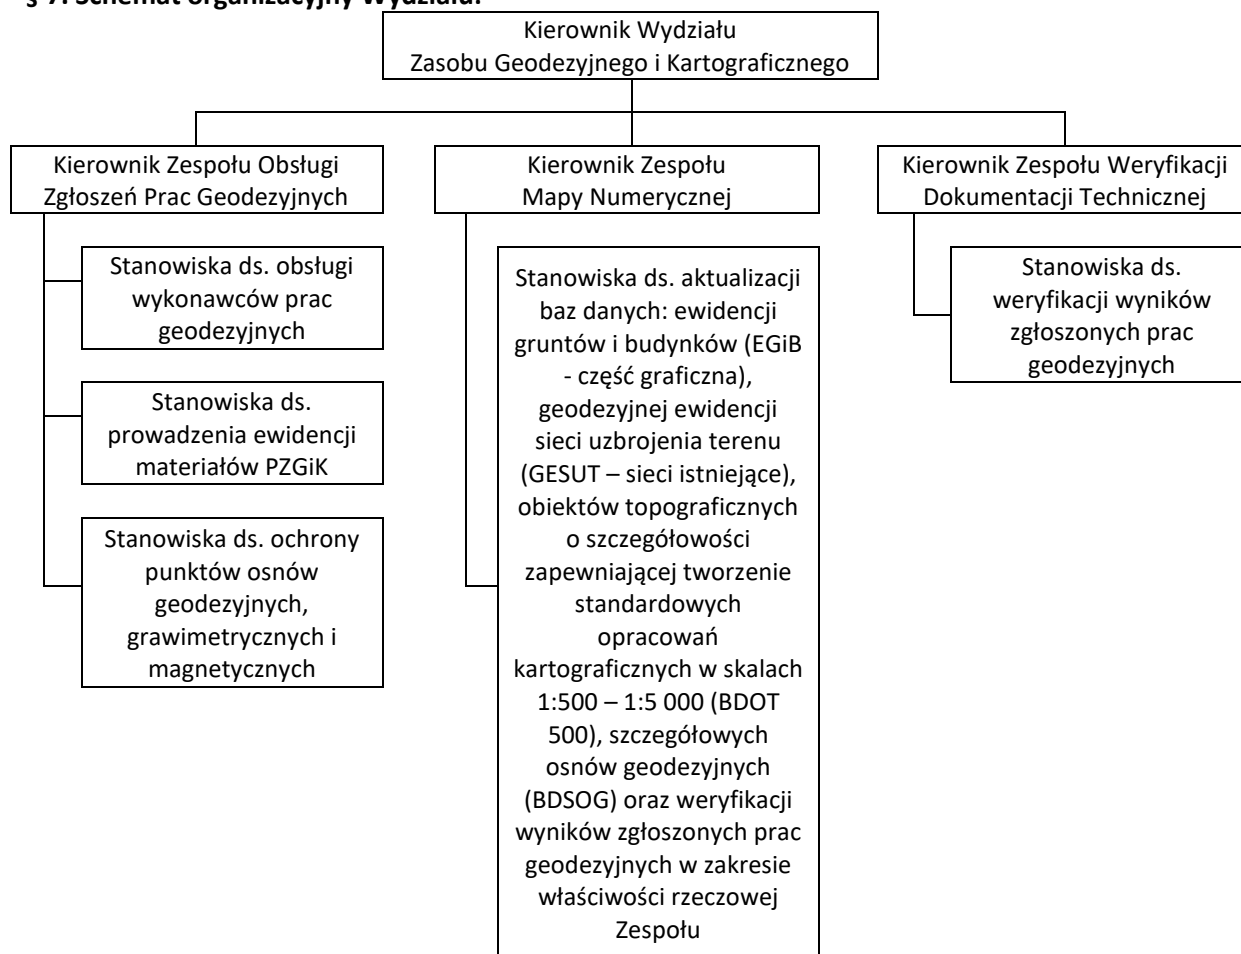 § 7. Schemat organizacyjny Wydziału:
Kierownik Wydziału
Zasobu Geodezyjnego i Kartograficznego
Kierownik Zespołu Obsługi
Zgłoszeń Prac Geodezyjnych
Stanowiska ds. obsługi
wykonawców prac
geodezyjnych
Stanowiska ds.
prowadzenia ewidencji
materiałów PZGiK
Stanowiska ds. ochrony
punktów osnów
geodezyjnych,
grawimetrycznych i
magnetycznych
Kierownik Zespołu
Mapy Numerycznej
Stanowiska ds. aktualizacji
baz danych: ewidencji
gruntów i budynków (EGiB
- część graficzna),
geodezyjnej ewidencji
sieci uzbrojenia terenu
(GESUT – sieci istniejące),
obiektów topograficznych
o szczegółowości
zapewniającej tworzenie
standardowych
opracowań
kartograficznych w skalach
1:500 – 1:5 000 (BDOT
500), szczegółowych
osnów geodezyjnych
(BDSOG) oraz weryfikacji
wyników zgłoszonych prac
geodezyjnych w zakresie
właściwości rzeczowej
Zespołu
Kierownik Zespołu Weryfikacji
Dokumentacji Technicznej
Stanowiska ds.
weryfikacji wyników
zgłoszonych prac
geodezyjnych